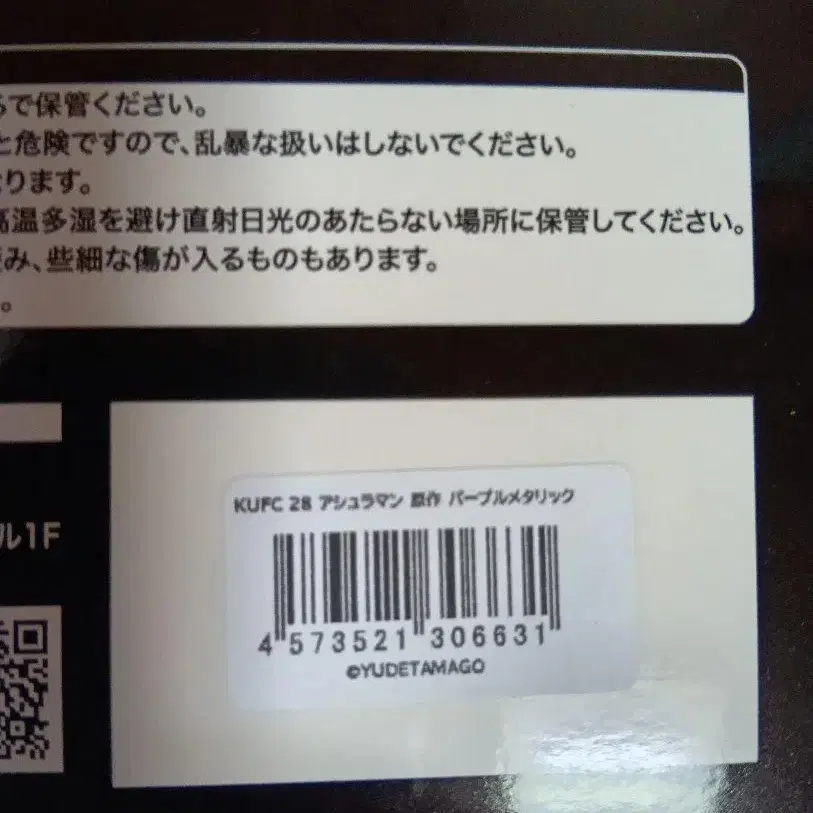 で保管ください。
と危険ですので、乱暴な扱いはしないでください。
ります。
高温多湿を避け直射日光のあたらない場所に保管してください。
み、些細な傷が入るものもあります。
。
ル1F
KUFC 28 アシュラマン 原作 パープルメタリック
4 573521 306631
©YUDETAMAGO